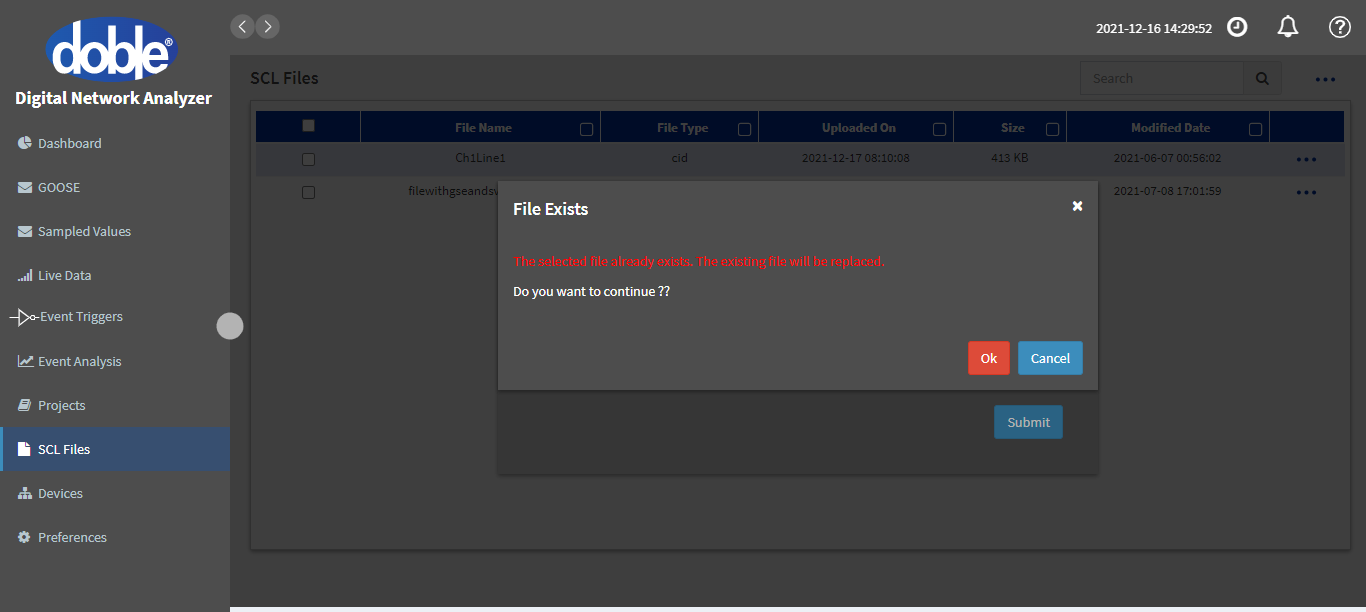 doble®
Digital Network Analyzer
Dashboard
GOOSE
Sampled Values
Live Data
Event Triggers
Event Analysis
Projects
SCL Files
Devices
Preferences
2021-12-16 14:29:52
SCL Files
Search
File Name File Type Uploaded On Size Modified Date
Ch1Line1 cid 2021-12-17 08:10:08 413 KB 2021-06-07 00:56:02
filewithgseands 2021-07-08 17:01:59
File Exists
The selected file already exists. The existing file will be replaced.
Do you want to continue ??
Ok Cancel
Submit